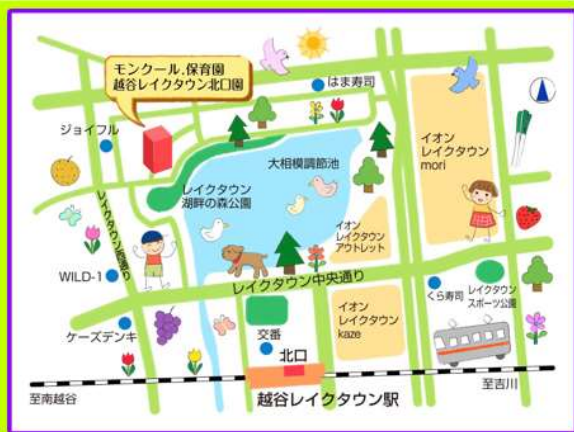 モンクール.保育園
越谷レイクタウン北口園
はま寿司
ジョイフル
イオン
レイクタウン
mori
大相模調節池
レイクタウン
湖畔の森公園
イオン
レイクタウン
アウトレット
レイクタウン西通り
WILD-1
レイクタウン中央通り
くら寿司
レイクタウン
スポーツ公園
ケーズデンキ
交番
イオン
レイクタウン
kaze
北口
至南越谷
越谷レイクタウン駅
至吉川